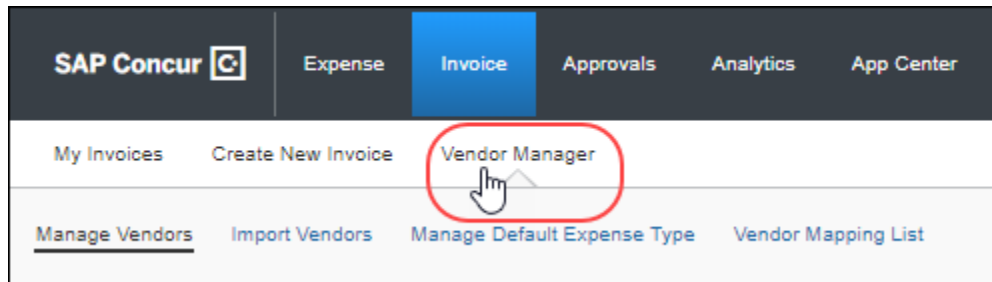 SAP Concur Expense Invoice Approvals Analytics App Center
My Invoices Create New Invoice Vendor Manager
Manage Vendors Import Vendors Manage Default Expense Type Vendor Mapping List